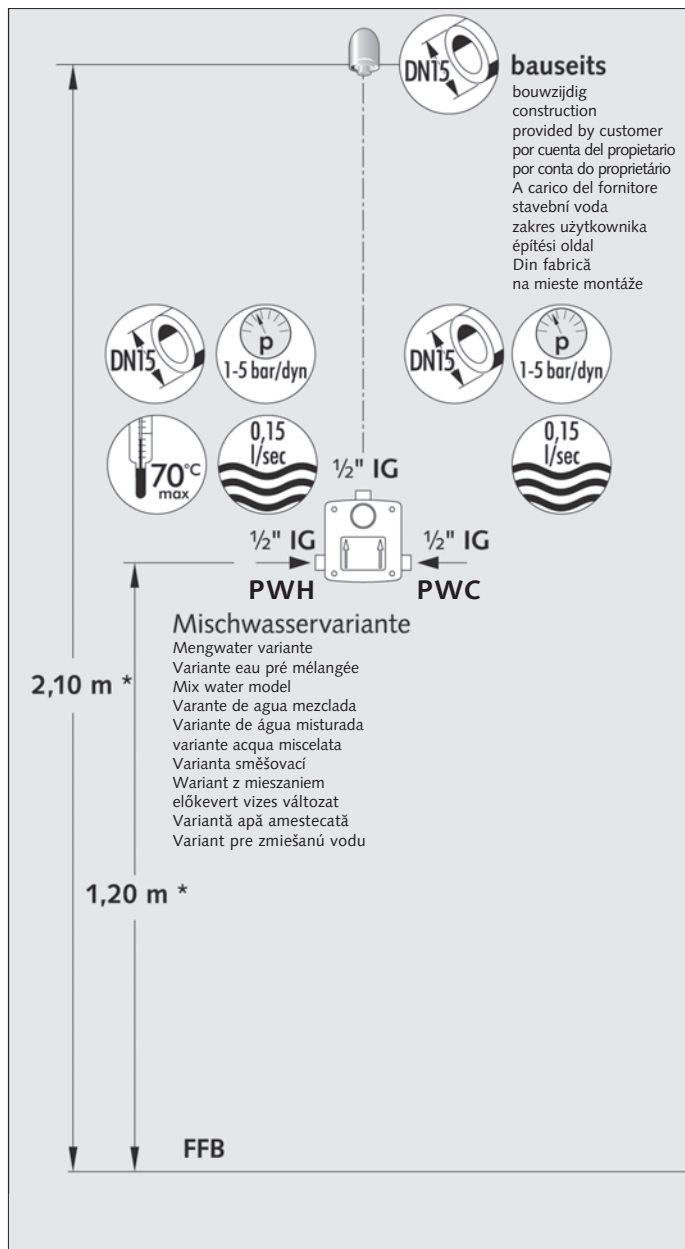 DN15
bauseits
bouwzijdig
construction
provided by customer
por cuenta del propietario
por conta do proprietário
A carico del fornitore
stavební voda
zakres użytkownika
építési oldal
Din fabrică
na mieste montáže
DN15
p
1-5 bar/dyn
DN15
p
1-5 bar/dyn
70°C
max
0,15
l/sec
½" IG
0,15
l/sec
½" IG
½" IG
PWH
PWC
Mischwasservariante
Mengwater variante
Variante eau pré mélangée
Mix water model
Varante de agua mezclada
Variante de água misturada
variante acqua miscelata
Varianta směšovací
Wariant z mieszaniem
előkevert vizes változat
Variantă apă amestecată
Variant pre zmiešanú vodu
2,10 m *
1,20 m *
FFB